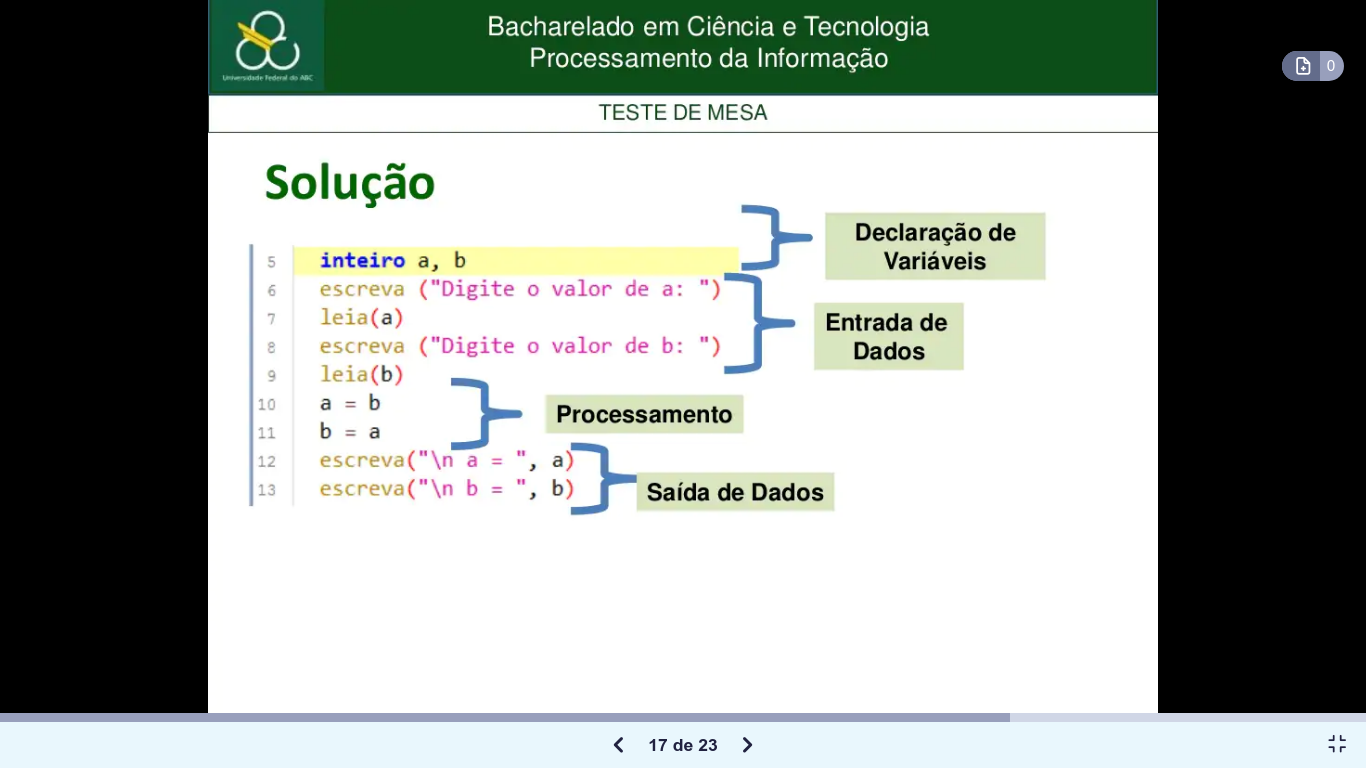 Universidade Federal do ABC
Bacharelado em Ciência e Tecnologia
Processamento da Informação
0
TESTE DE MESA
Solução
Declaração de
Variáveis
5 inteiro a, b
6 escreva ("Digite o valor de a: ")
7 leia(a)
8 escreva ("Digite o valor de b: ")
9 leia(b)
10 a = b
11 b = a
12 escreva("\n a = ", a)
13 escreva("\n b = ", b)
Entrada de
Dados
Processamento
Saída de Dados
17 de 23